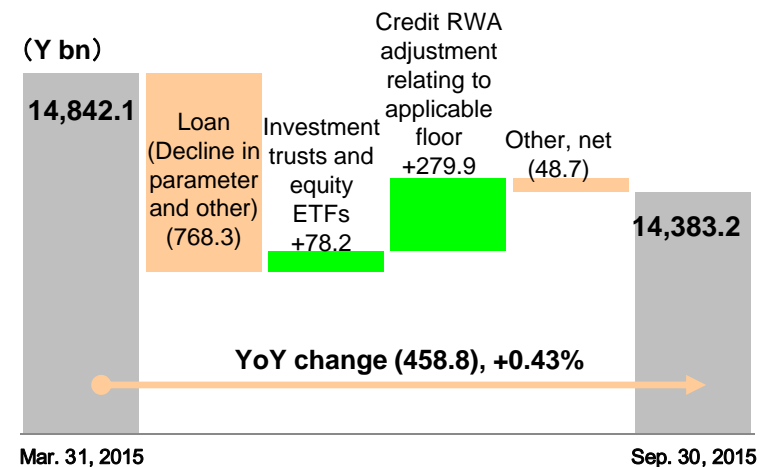 （Y bn）
14,842.1
Loan
(Decline in
parameter
and other)
(768.3)
Investment
trusts and
equity
ETFs
+78.2
Credit RWA
adjustment
relating to
applicable
floor
+279.9
Other, net
(48.7)
14,383.2
YoY change (458.8), +0.43%
Mar. 31, 2015
Sep. 30, 2015